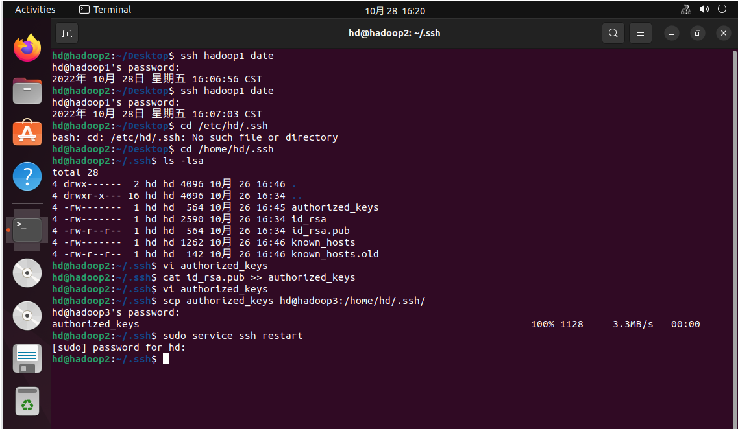 Activities Terminal 10月 28 16:20
hd@hadoop2: ~/.ssh
hd@hadoop2:~/Desktop$ ssh hadoop1 date
hd@hadoop1's password:
2022年 10月 28日 星期五 16:06:56 CST
hd@hadoop2:~/Desktop$ ssh hadoop1 date
hd@hadoop1's password:
2022年 10月 28日 星期五 16:07:03 CST
hd@hadoop2:~/Desktop$ cd /etc/hd/.ssh
bash: cd: /etc/hd/.ssh: No such file or directory
hd@hadoop2:~/Desktop$ cd /home/hd/.ssh
hd@hadoop2:~/.ssh$ ls -lsa
total 28
4 drwx------  2 hd hd 4096 10月 26 16:46 .
4 drwxr-x--- 16 hd hd 4096 10月 26 16:34 ..
4 -rw-------  1 hd hd  564 10月 26 16:45 authorized_keys
4 -rw-------  1 hd hd 2590 10月 26 16:34 id_rsa
4 -rw-r--r--  1 hd hd  564 10月 26 16:34 id_rsa.pub
4 -rw-------  1 hd hd 1262 10月 26 16:46 known_hosts
4 -rw-r--r--  1 hd hd  142 10月 26 16:46 known_hosts.old
hd@hadoop2:~/.ssh$ vi authorized_keys
hd@hadoop2:~/.ssh$ cat id_rsa.pub >> authorized_keys
hd@hadoop2:~/.ssh$ vi authorized_keys
hd@hadoop2:~/.ssh$ scp authorized_keys hd@hadoop3:/home/hd/.ssh/
hd@hadoop3's password:
authorized_keys 100% 1128 3.3MB/s 00:00
hd@hadoop2:~/.ssh$ sudo service ssh restart
[sudo] password for hd:
hd@hadoop2:~/.ssh$